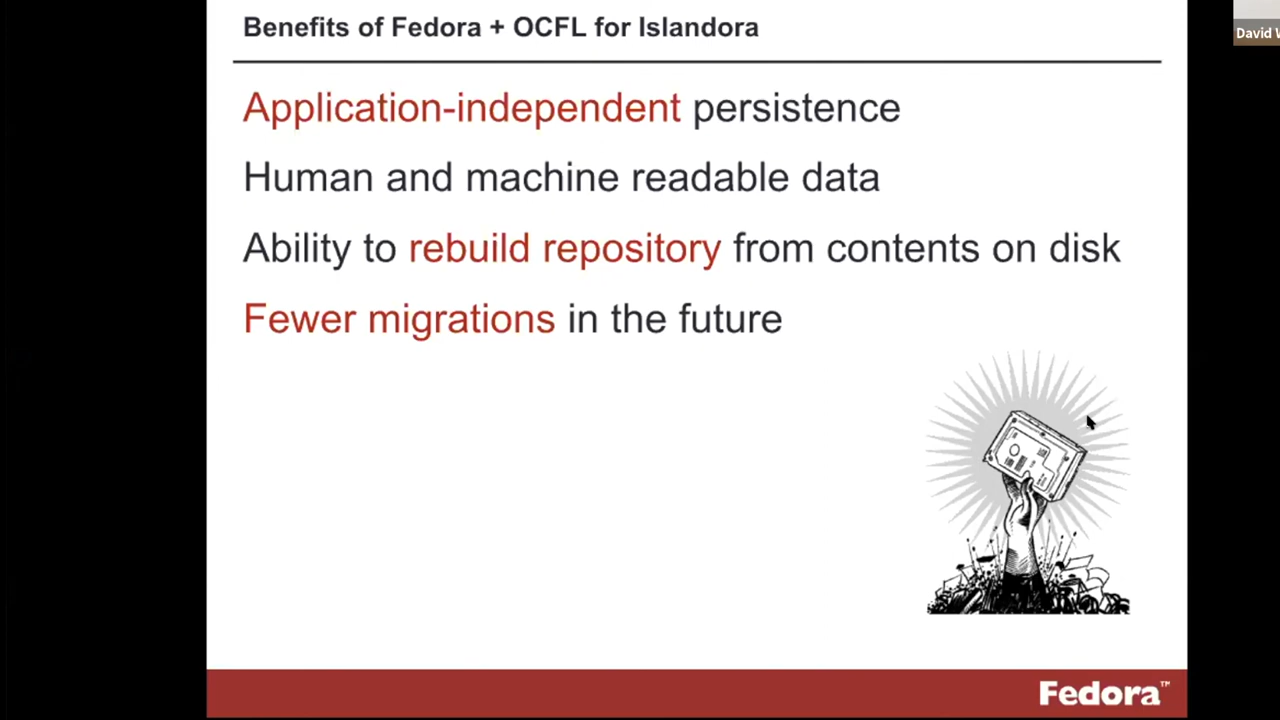 Benefits of Fedora + OCFL for Islandora
David W
Application-independent persistence
Human and machine readable data
Ability to rebuild repository from contents on disk
Fewer migrations in the future
Fedora™